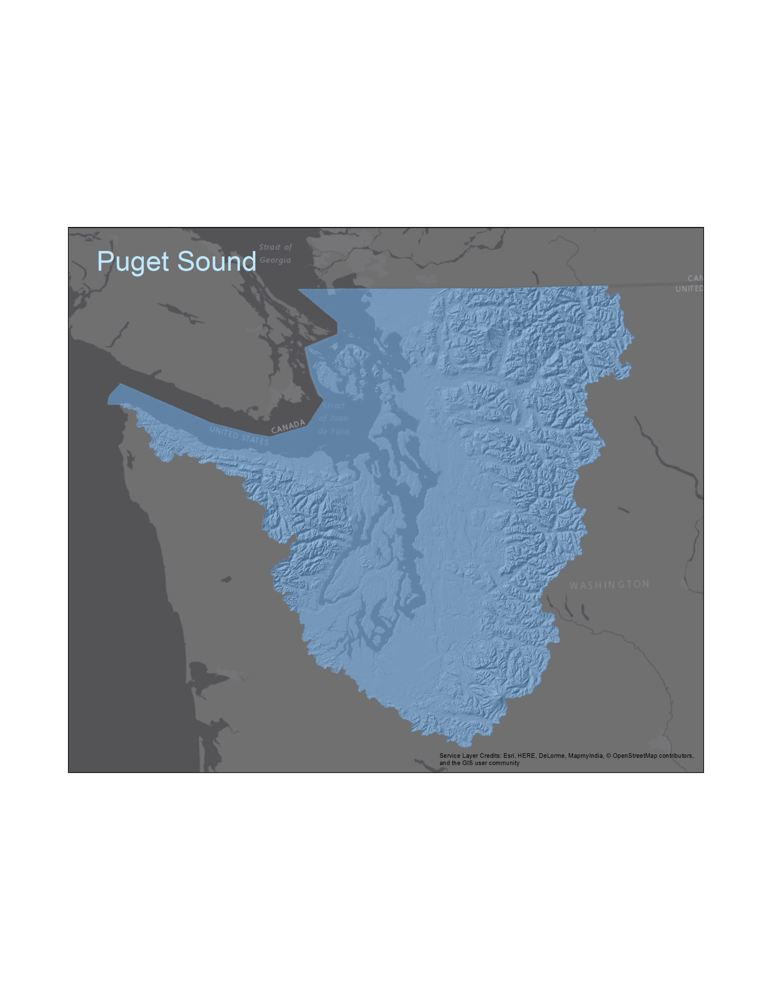 Puget Sound
Strait of
Georgia
CAN
UNITED
Strait
of Juan
de Fuca
CANADA
UNITED STATES
WASHINGTON
Service Layer Credits: Esri, HERE, DeLorme, MapmyIndia, © OpenStreetMap contributors,
and the GIS user community